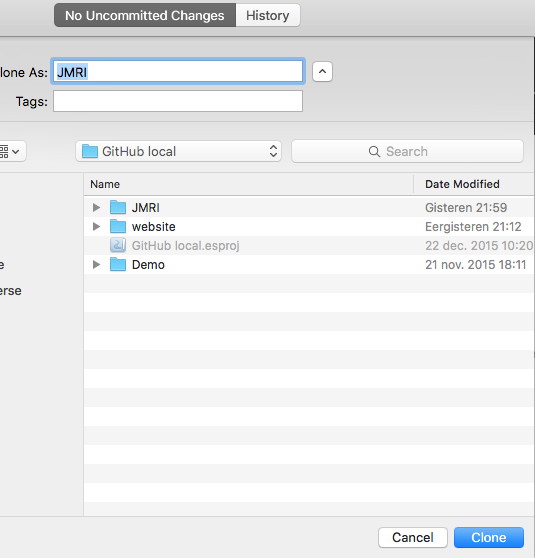 No Uncommitted Changes History
lone As: JMRI
Tags:
GitHub local Search
Name Date Modified
JMRI Gisteren 21:59
website Eergisteren 21:12
GitHub local.esproj 22 dec. 2015 10:20
e
Demo 21 nov. 2015 18:11
erse
Cancel Clone